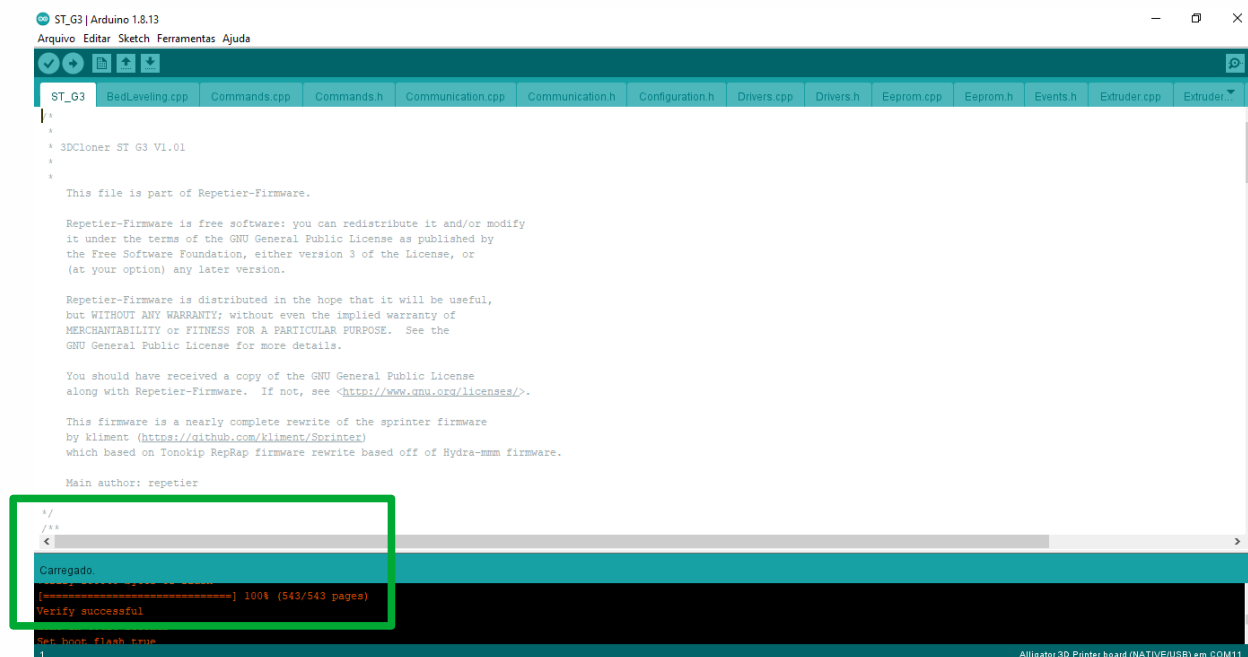 ST_G3 | Arduino 1.8.13
Arquivo Editar Sketch Ferramentas Ajuda
ST_G3 BedLeveling.cpp Commands.cpp Commands.h Communication.cpp Communication.h Configuration.h Drivers.cpp Drivers.h Eeprom.cpp Eeprom.h Events.h Extruder.cpp Extruder...
/*
*
* 3DCloner ST G3 V1.01
*
*
This file is part of Repetier-Firmware.
Repetier-Firmware is free software: you can redistribute it and/or modify
it under the terms of the GNU General Public License as published by
the Free Software Foundation, either version 3 of the License, or
(at your option) any later version.
Repetier-Firmware is distributed in the hope that it will be useful,
but WITHOUT ANY WARRANTY; without even the implied warranty of
MERCHANTABILITY or FITNESS FOR A PARTICULAR PURPOSE.  See the
GNU General Public License for more details.
You should have received a copy of the GNU General Public License
along with Repetier-Firmware.  If not, see <http://www.gnu.org/licenses/>.
This firmware is a nearly complete rewrite of the sprinter firmware
by kliment (https://github.com/kliment/Sprinter)
which based on Tonokip RepRap firmware rewrite based off of Hydra-mmm firmware.
Main author: repetier
*/
/**
Carregado.
[==============================] 100% (543/543 pages)
Verify successful
Set boot flash true
1 Alligator 3D Printer board (NATIVE/USB) em COM11